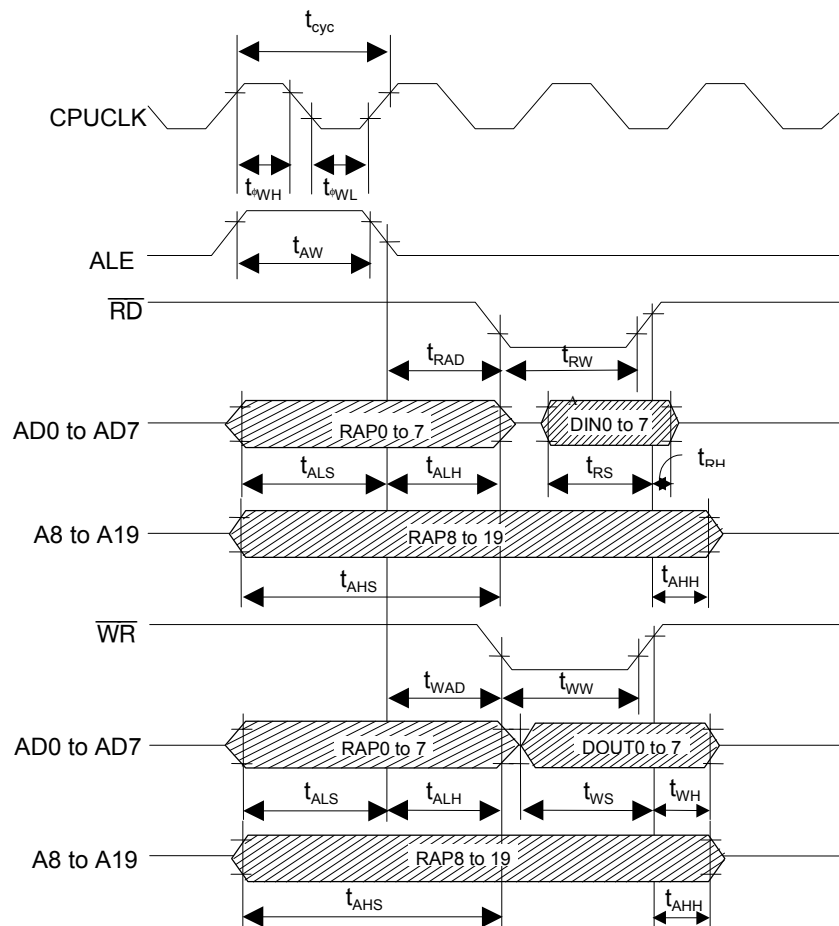 tcyc
CPUCLK
tφWH tφWL
ALE
tAW
RD
tRAD tRW
AD0 to AD7
RAP0 to 7
DIN0 to 7
tALS tALH tRS tRH
A8 to A19
RAP8 to 19
tAHS tAHH
WR
tWAD tWW
AD0 to AD7
RAP0 to 7
DOUT0 to 7
tALS tALH tWS tWH
A8 to A19
RAP8 to 19
tAHS tAHH